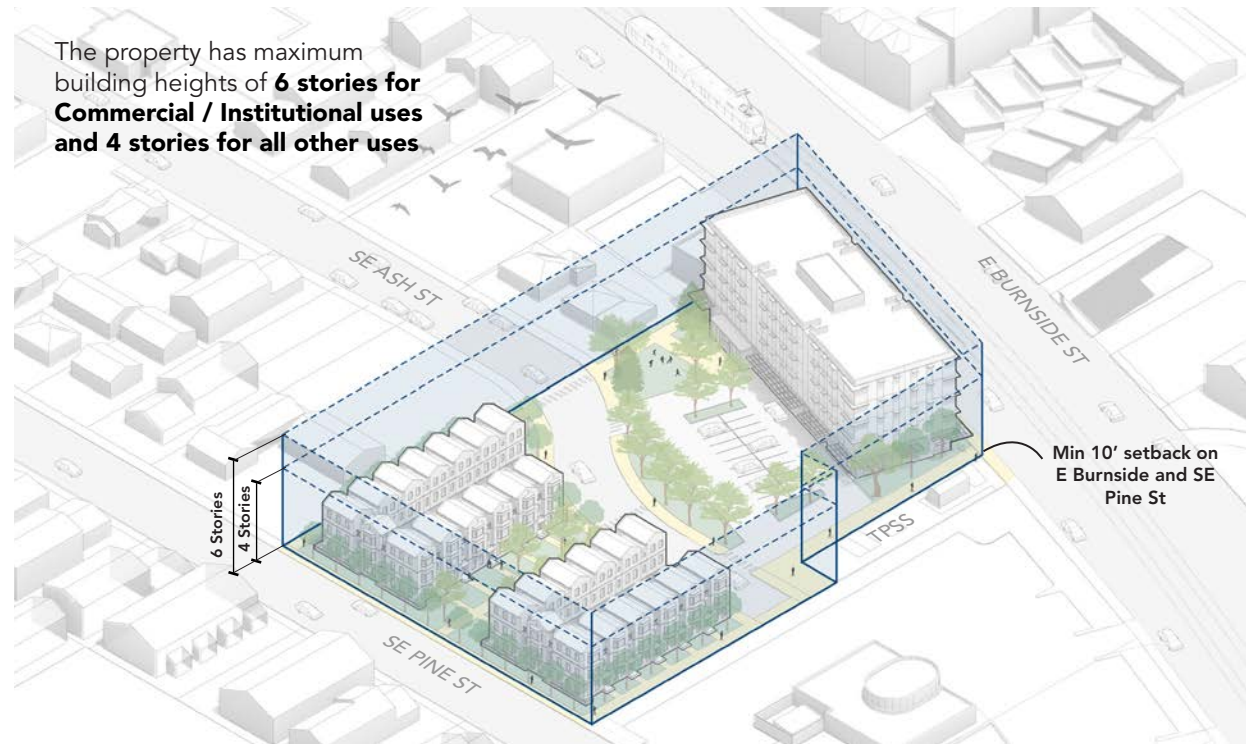 The property has maximum
building heights of 6 stories for
Commercial / Institutional uses
and 4 stories for all other uses
SE ASH ST
E BURNSIDE ST
Min 10’ setback on
E Burnside and SE
Pine St
TPSS
6 Stories
4 Stories
SE PINE ST